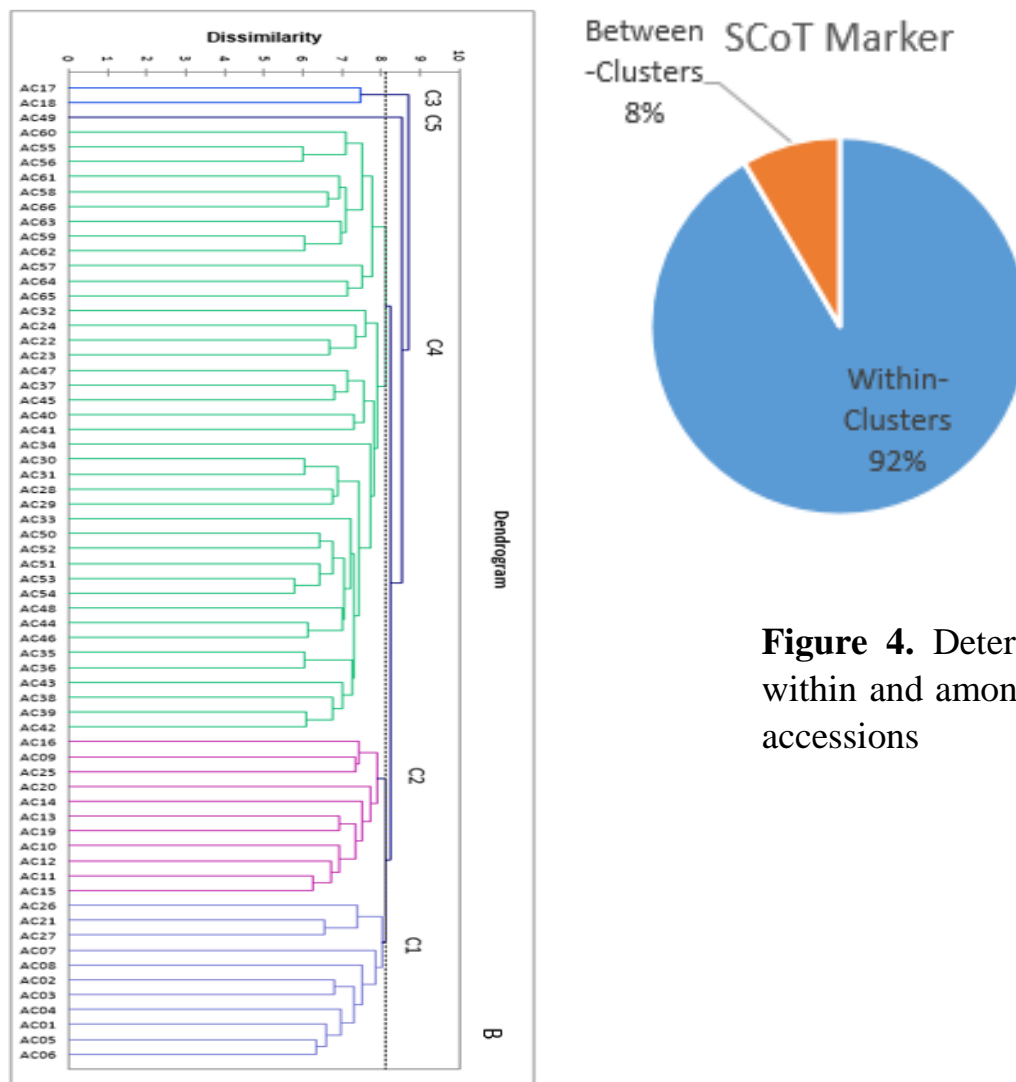 Dissimilarity
0 1 2 3 4 5 6 7 8 9 10
AC17
AC18
AC49
AC60
AC55
AC56
AC61
AC58
AC66
AC63
AC59
AC62
AC57
AC64
AC65
AC32
AC24
AC22
AC23
AC47
AC37
AC45
AC40
AC41
AC34
AC30
AC31
AC28
AC29
AC33
AC50
AC52
AC51
AC53
AC54
AC48
AC44
AC46
AC35
AC36
AC43
AC38
AC39
AC42
AC16
AC09
AC25
AC20
AC14
AC13
AC19
AC10
AC12
AC11
AC15
AC26
AC21
AC27
AC07
AC08
AC02
AC03
AC04
AC01
AC05
AC06
C3 C5
C4
C2
C1
Dendrogram
B
SCoT Marker
Between
-Clusters
8%
Within-
Clusters
92%
Figure 4. Deter
within and amon
accessions